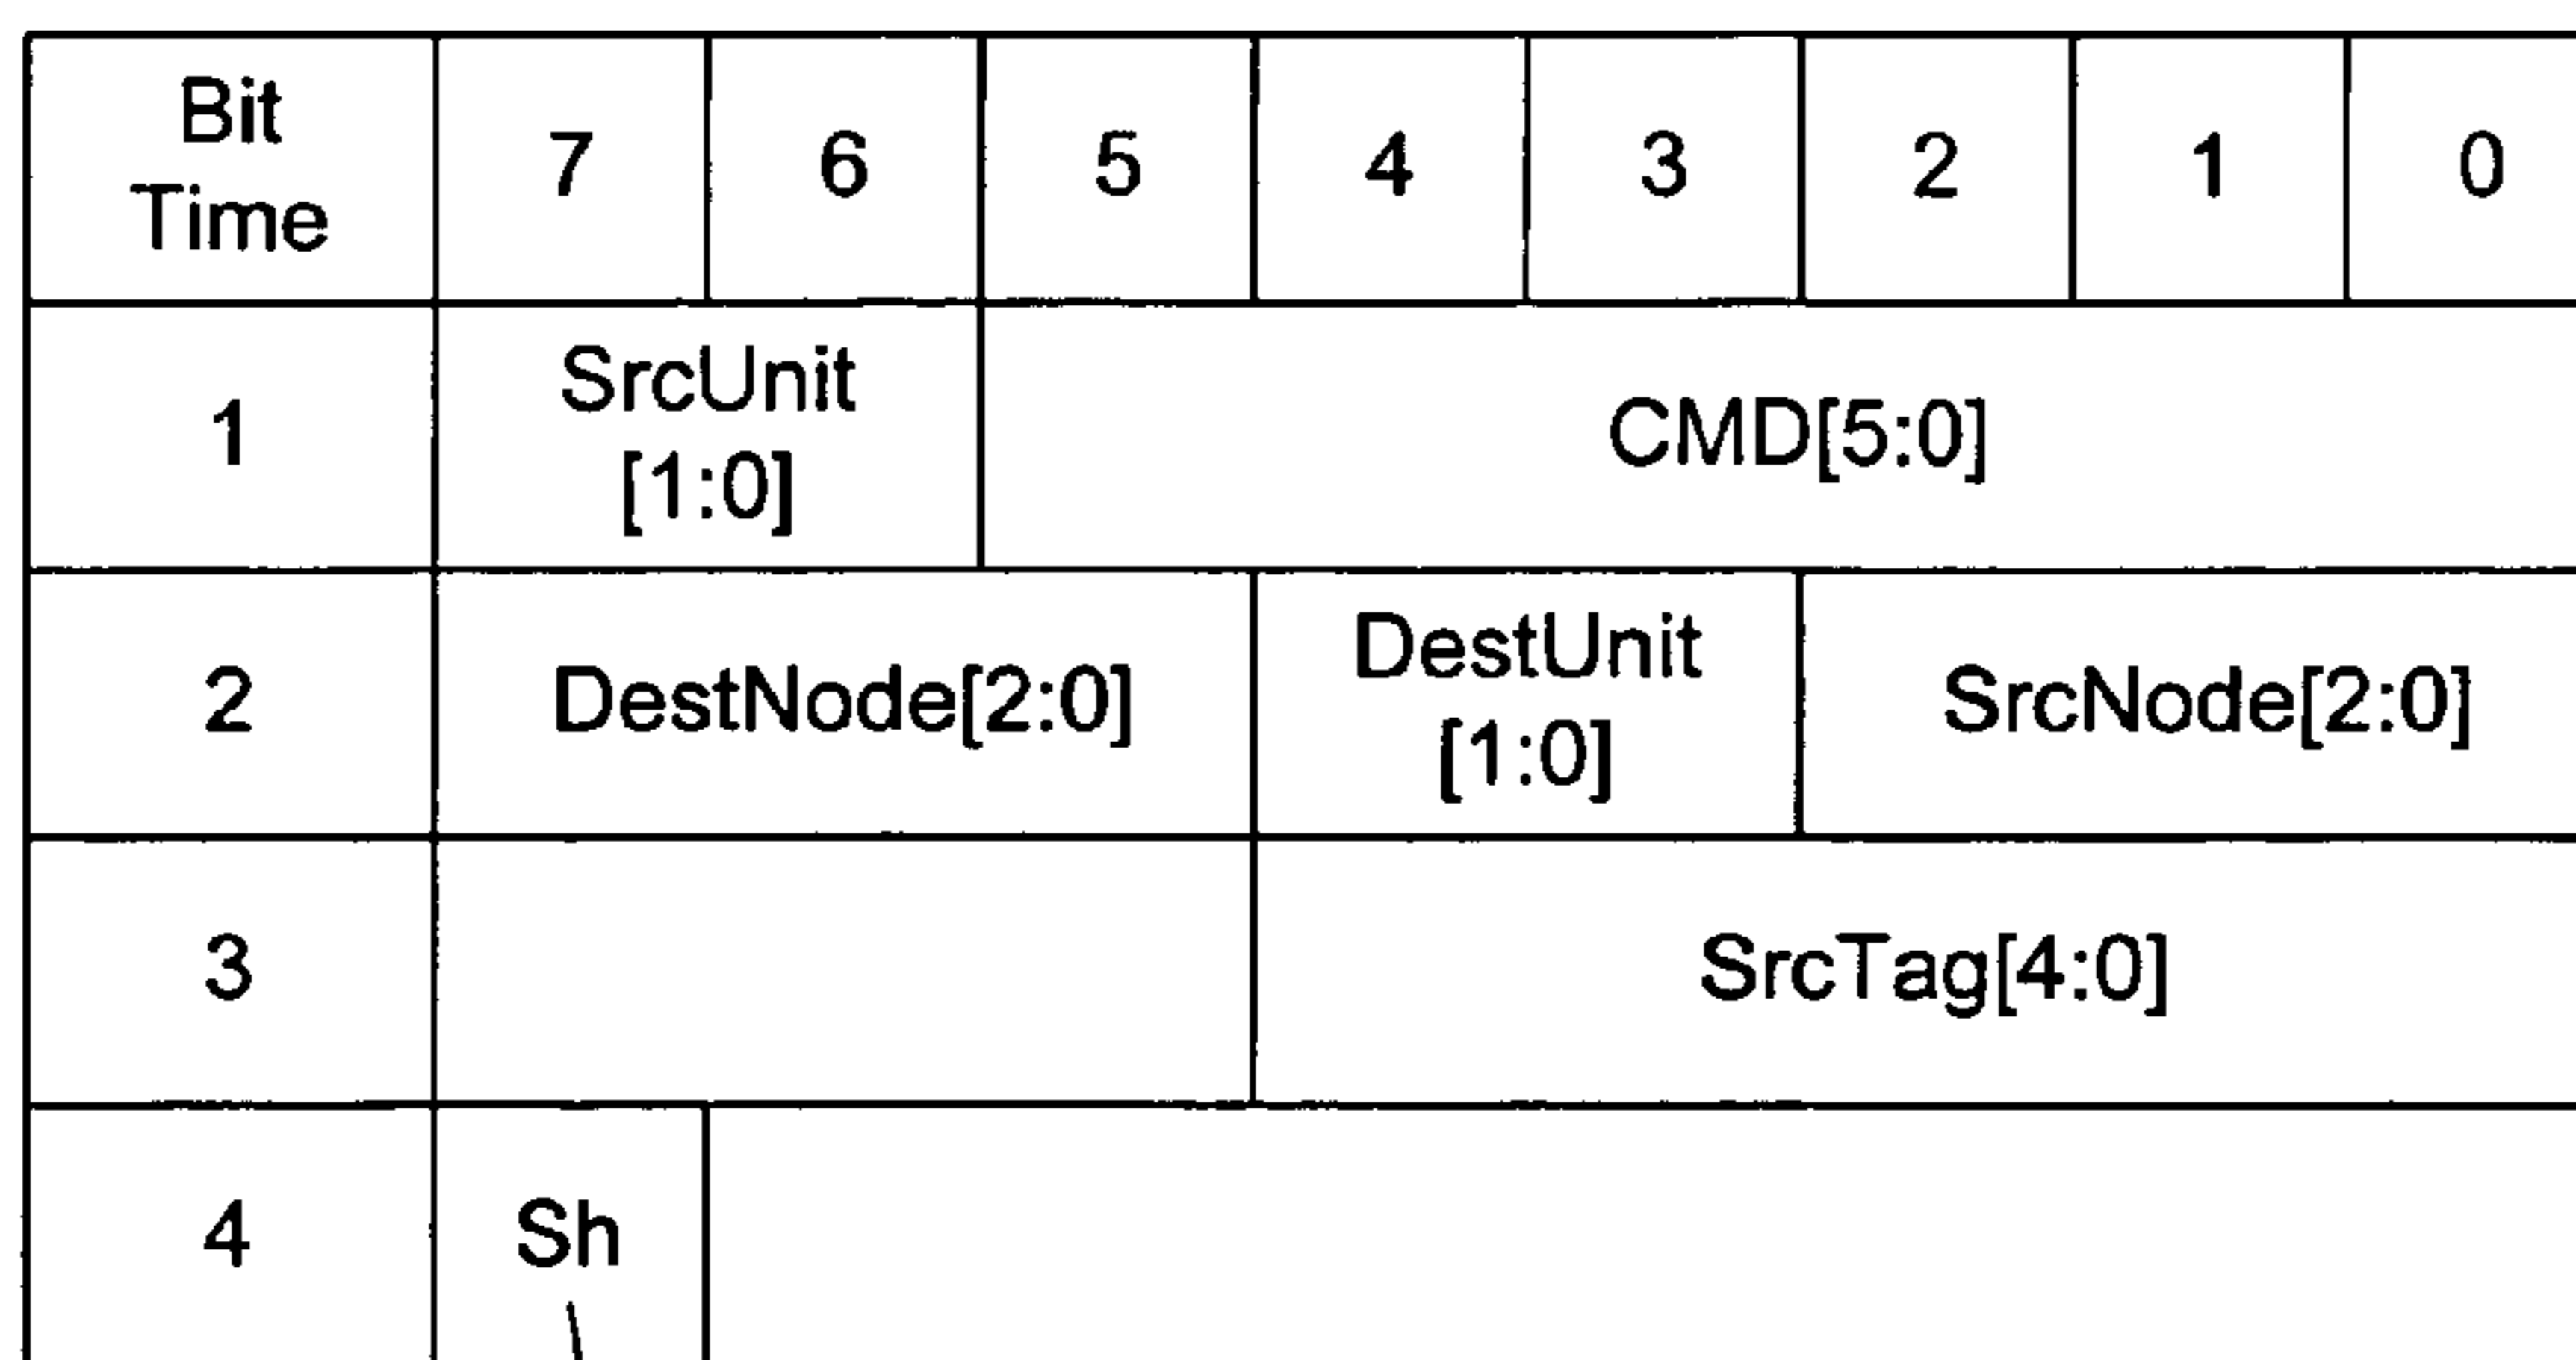 Bit
Time
7 6 5 4 3 2 1 0
1
SrcUnit
[1:0]
CMD[5:0]
2
DestNode[2:0]
DestUnit
[1:0]
SrcNode[2:0]
3
SrcTag[4:0]
4
Sh